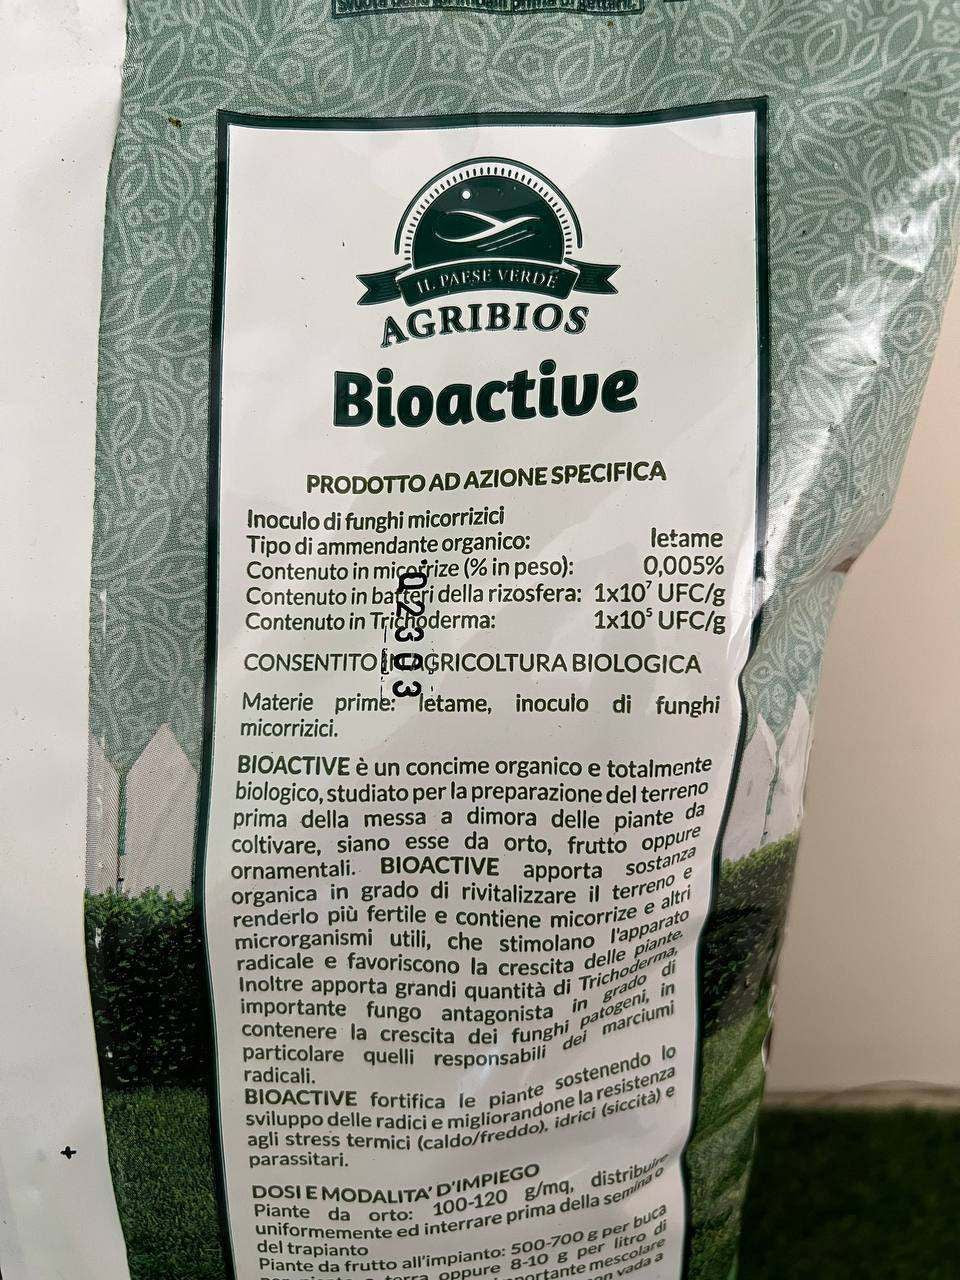 IL PAESE VERDE
AGRIBIOS
Bioactive
PRODOTTO AD AZIONE SPECIFICA
Inoculo di funghi micorrizici
Tipo di ammendante organico: letame
Contenuto in micorrize (% in peso): 0,005%
Contenuto in batteri della rizosfera: 1x10⁷ UFC/g
Contenuto in Trichoderma: 1x10⁵ UFC/g
02303
CONSENTITO IN AGRICOLTURA BIOLOGICA
Materie prime: letame, inoculo di funghi
micorrizici.
BIOACTIVE è un concime organico e totalmente
biologico, studiato per la preparazione del terreno
prima della messa a dimora delle piante da
coltivare, siano esse da orto, frutto oppure
ornamentali. BIOACTIVE apporta sostanza
organica in grado di rivitalizzare il terreno e
renderlo più fertile e contiene micorrize e altri
microrganismi utili, che stimolano l'apparato
radicale e favoriscono la crescita delle piante.
Inoltre apporta grandi quantità di Trichoderma,
importante fungo antagonista in grado di
contenere la crescita dei funghi patogeni, in
particolare quelli responsabili dei marciumi
radicali.
BIOACTIVE fortifica le piante sostenendo lo
sviluppo delle radici e migliorandone la resistenza
agli stress termici (caldo/freddo), idrici (siccità) e
parassitari.
DOSI E MODALITA' D'IMPIEGO
Piante da orto: 100-120 g/mq, distribuire
uniformemente ed interrare prima della semina o
del trapianto
Piante da frutto all'impianto: 500-700 g per buca
oppure 8-10 g per litro di
mescolare
vada a